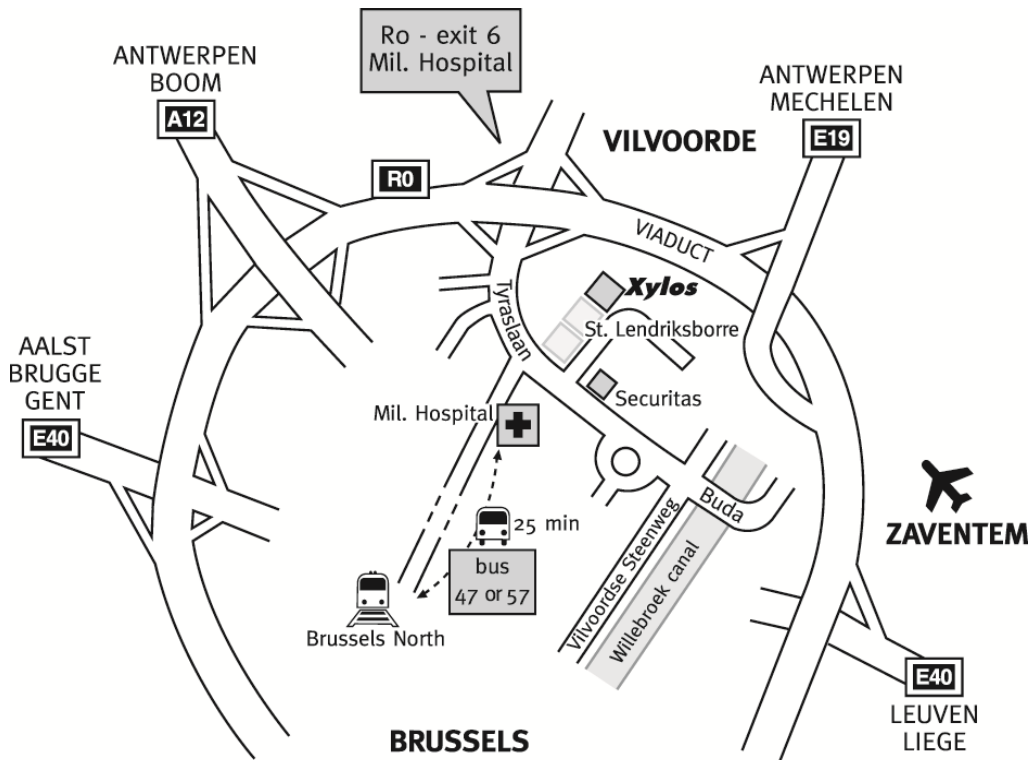 Ro - exit 6
Mil. Hospital
ANTWERPEN
BOOM
A12
ANTWERPEN
MECHELEN
E19
VILVOORDE
R0
VIADUCT
Xylos
St. Lendriksborre
Tyraslaan
Securitas
AALST
BRUGGE
GENT
E40
Mil. Hospital
25 min
bus
47 or 57
Brussels North
Buda
Vilvoordse Steenweg
Willebroek canal
ZAVENTEM
E40
LEUVEN
LIEGE
BRUSSELS